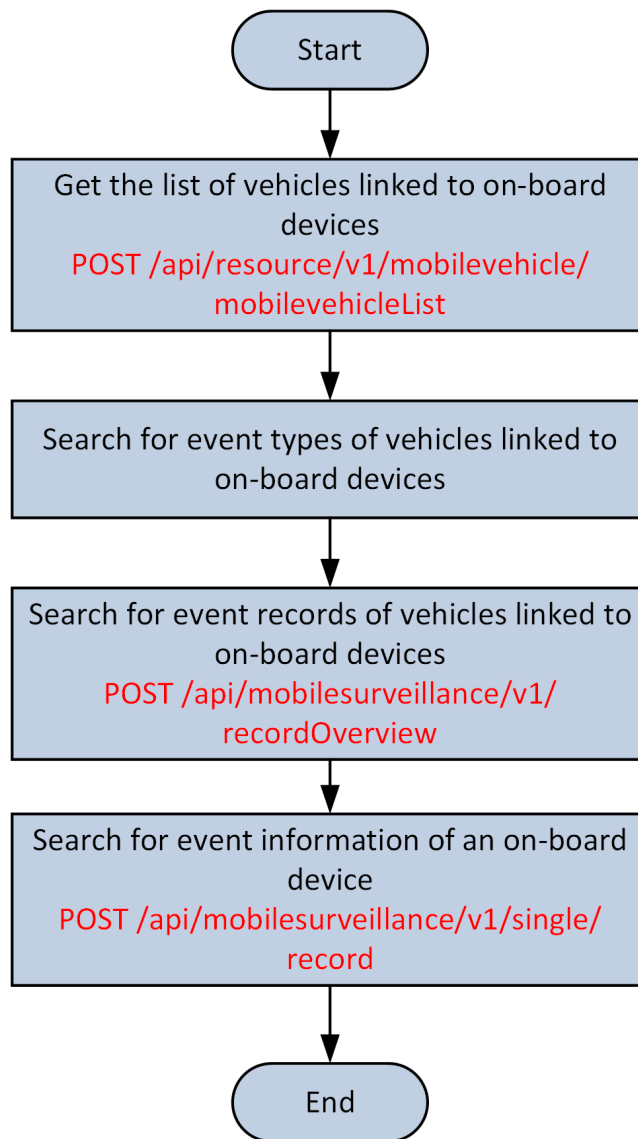 Start
Get the list of vehicles linked to on-board
devices
POST /api/resource/v1/mobilevehicle/
mobilevehicleList
Search for event types of vehicles linked to
on-board devices
Search for event records of vehicles linked to
on-board devices
POST /api/mobilesurveillance/v1/
recordOverview
Search for event information of an on-board
device
POST /api/mobilesurveillance/v1/single/
record
End